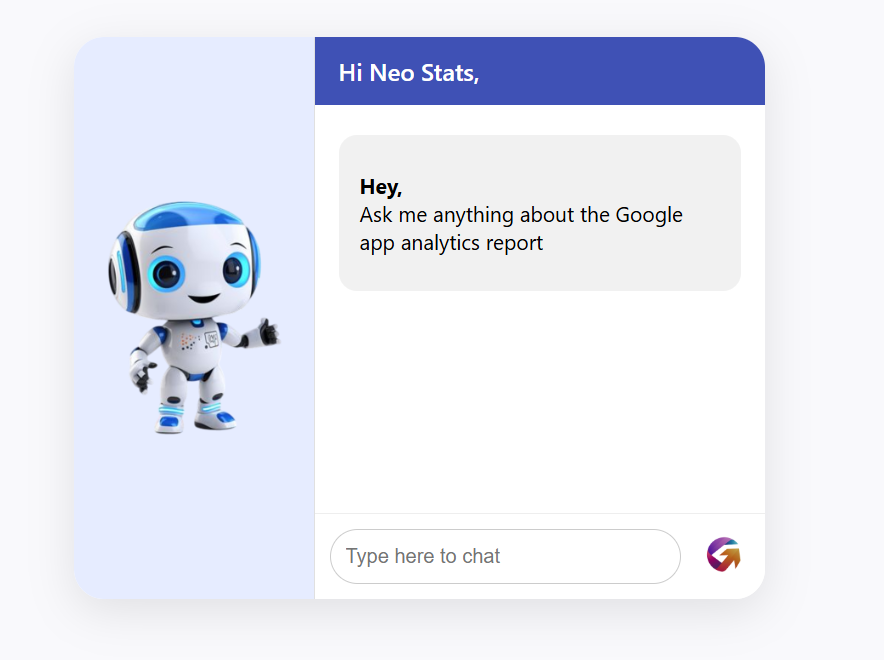 Hi Neo Stats,
Hey,
Ask me anything about the Google
app analytics report
Type here to chat